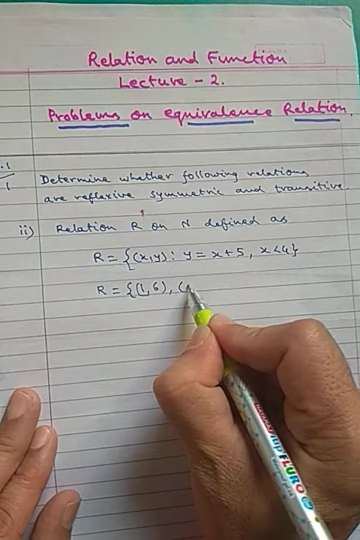 Relation and Function
Lecture - 2.
Problems on equivalence Relation.
Determine whether following relations
are reflexive symmetric and transitive
ii) Relation R on N defined as
R = {(x,y) : y = x+5, x<4}
R = {(1,6), (
FLURO